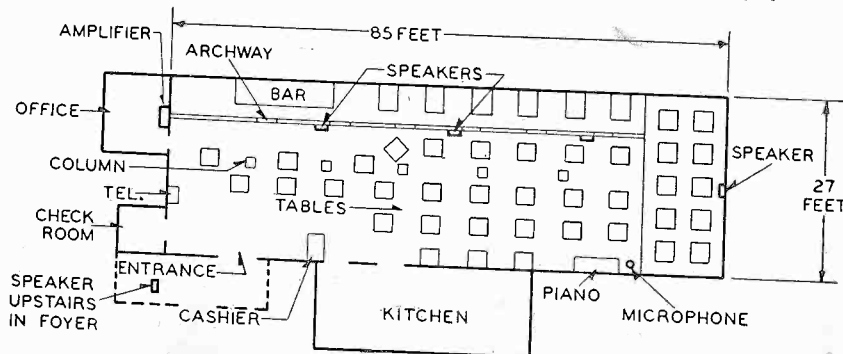 85 FEET
AMPLIFIER
ARCHWAY
SPEAKERS
OFFICE
BAR
COLUMN
SPEAKER
TEL.
27
FEET
CHECK
ROOM
TABLES
ENTRANCE
SPEAKER
UPSTAIRS
IN FOYER
CASHIER
KITCHEN
PIANO
MICROPHONE